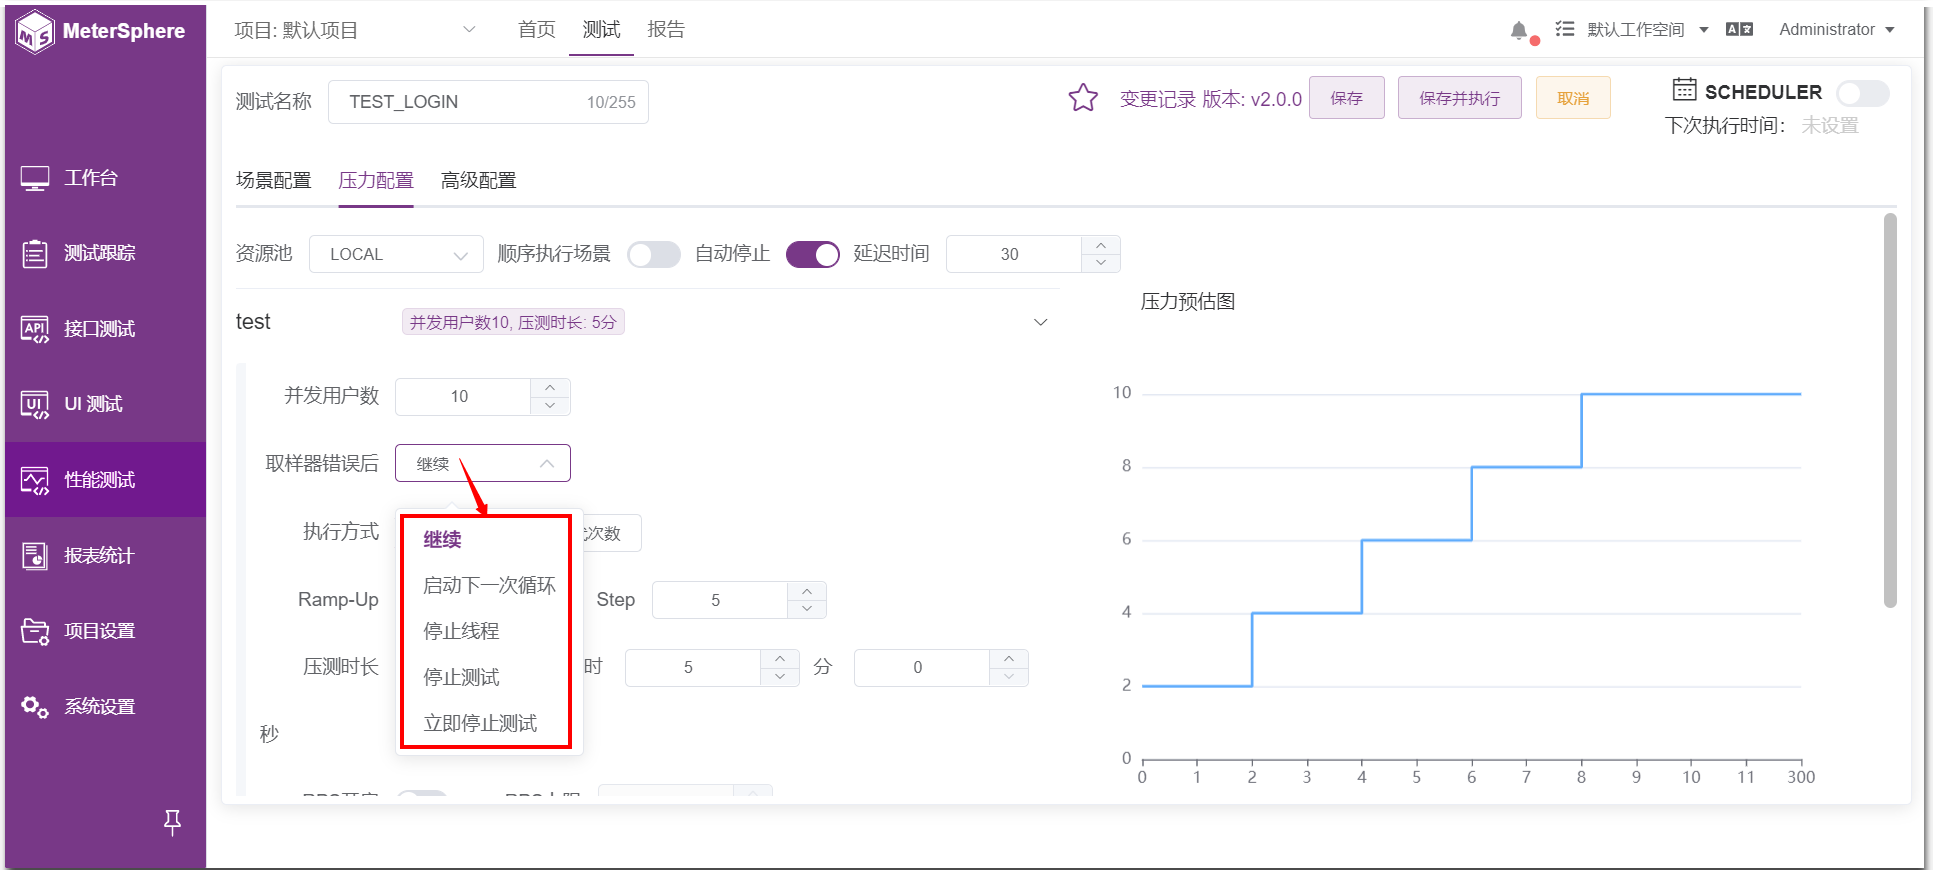 MeterSphere
项目: 默认项目
首页
测试
报告
默认工作空间
Administrator
测试名称
TEST_LOGIN
10/255
变更记录 版本: v2.0.0
保存
保存并执行
取消
SCHEDULER
下次执行时间：
未设置
工作台
测试跟踪
接口测试
UI 测试
性能测试
报表统计
项目设置
系统设置
场景配置
压力配置
高级配置
资源池
LOCAL
顺序执行场景
自动停止
延迟时间
30
test
并发用户数10, 压测时长: 5分
并发用户数
10
取样器错误后
继续
执行方式
次数
继续
启动下一次循环
停止线程
停止测试
立即停止测试
Ramp-Up
Step
5
压测时长
时
5
分
0
秒
压力预估图
10
8
6
4
2
0
0 1 2 3 4 5 6 7 8 9 10 11 300